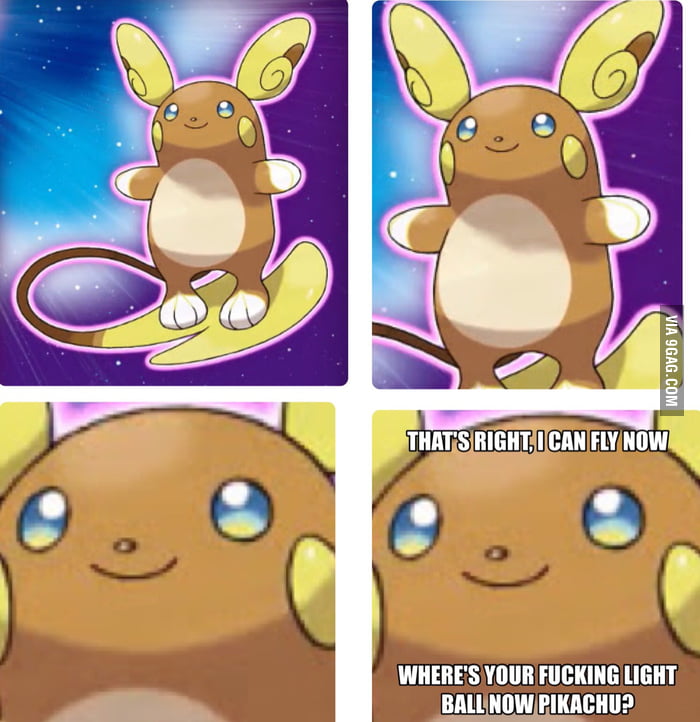 VIA 9GAG.COM
THAT'S RIGHT, I CAN FLY NOW
WHERE'S YOUR FUCKING LIGHT
BALL NOW PIKACHU?